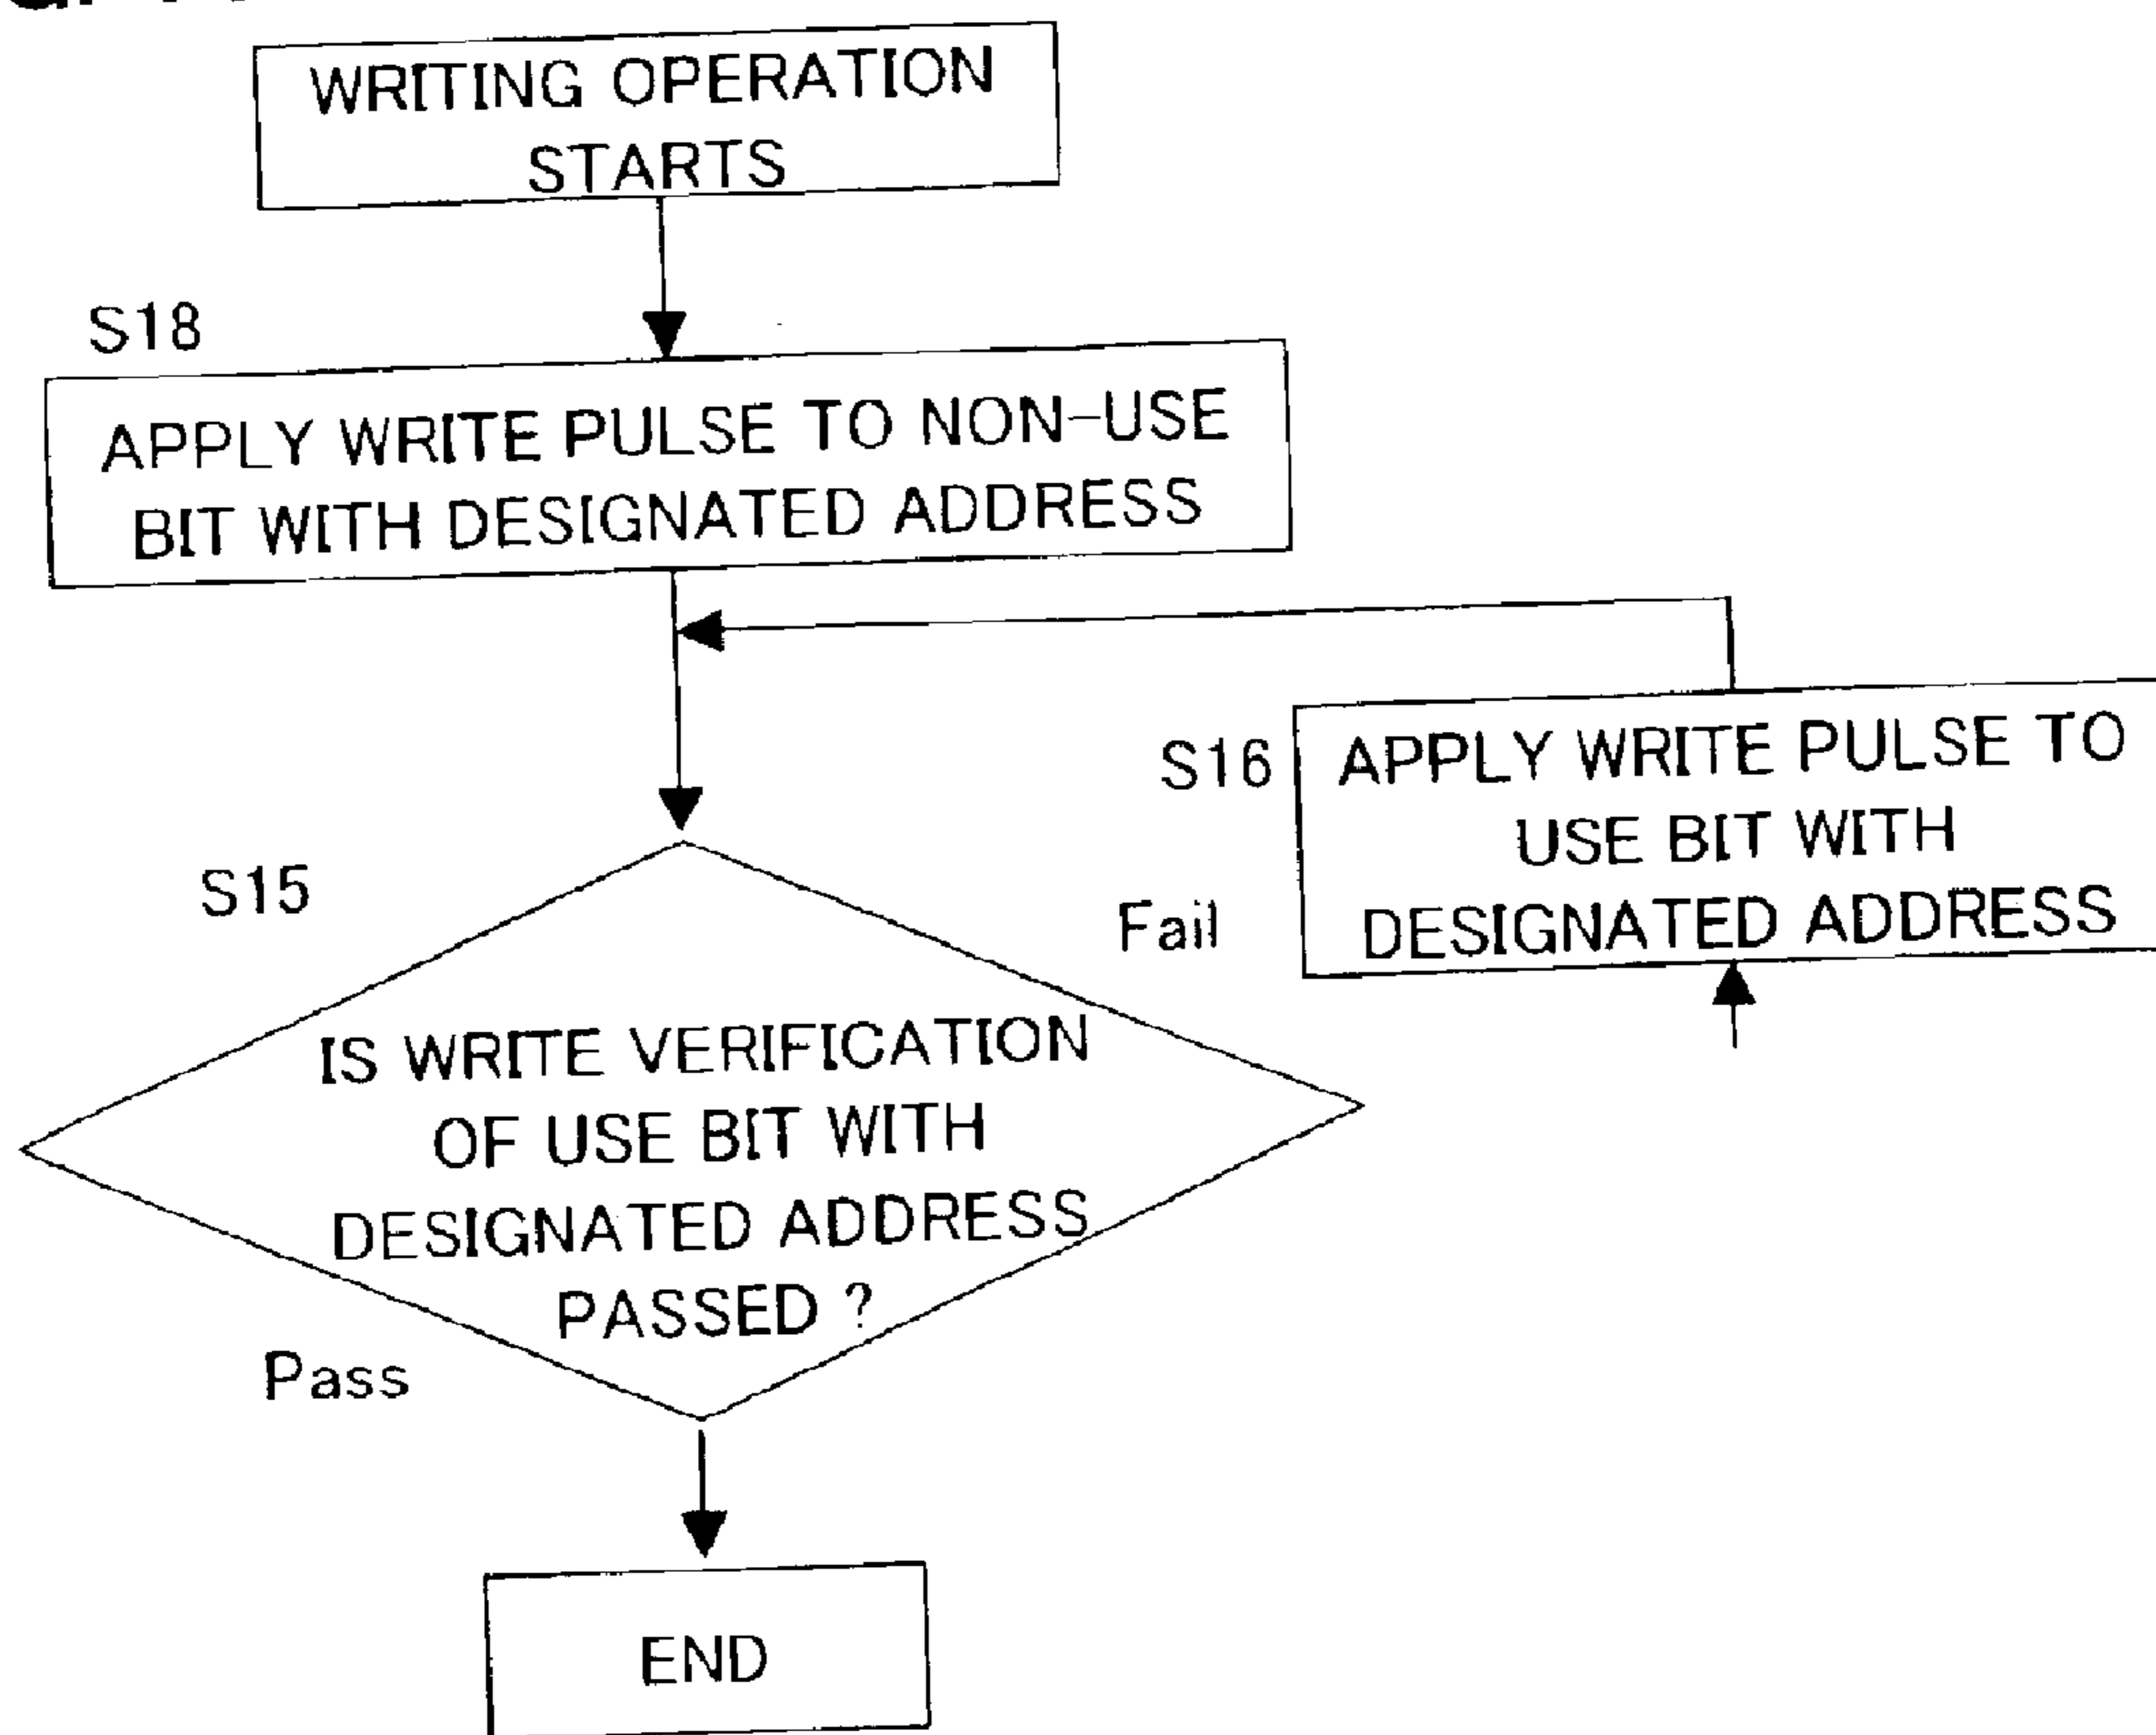 WRITING OPERATION
STARTS
S18
APPLY WRITE PULSE TO NON-USE
BIT WITH DESIGNATED ADDRESS
S16
APPLY WRITE PULSE TO
USE BIT WITH
DESIGNATED ADDRESS
S15
Fail
IS WRITE VERIFICATION
OF USE BIT WITH
DESIGNATED ADDRESS
PASSED ?
Pass
END